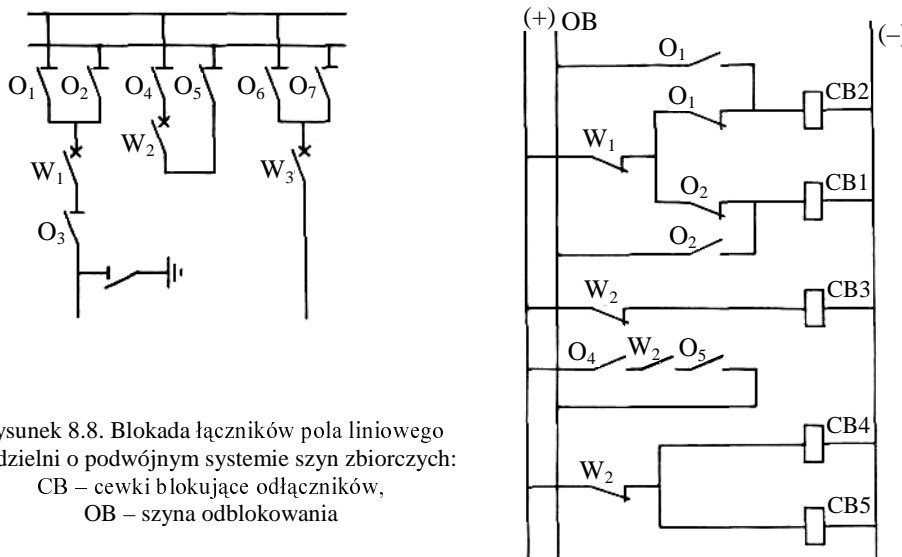 O₁ O₂ O₄ O₅ O₆ O₇
W₁ W₂ W₃
O₃
(+) OB (–)
O₁
CB2
O₁
W₁
CB1
O₂
O₂
W₂ CB3
O₄ W₂ O₅
CB4
W₂
CB5
ysunek 8.8. Blokada łączników pola liniowego
dzielni o podwójnym systemie szyn zbiorczych:
CB – cewki blokujące odłączników,
OB – szyna odblokowania